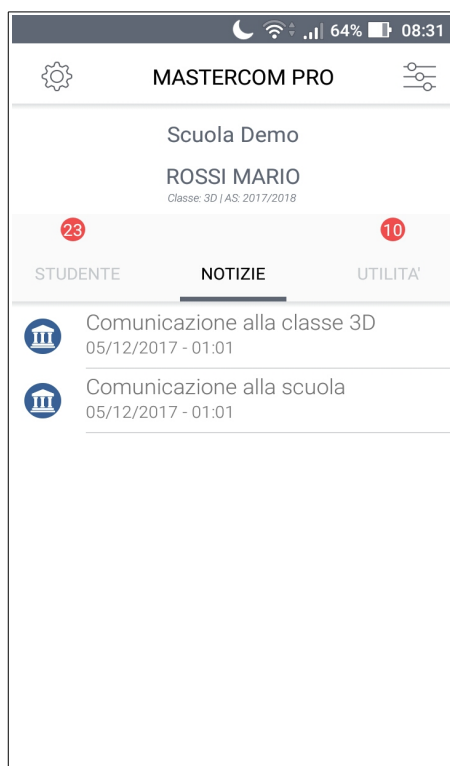 64% 08:31
MASTERCOM PRO
Scuola Demo
ROSSI MARIO
Classe: 3D | AS: 2017/2018
23 10
STUDENTE NOTIZIE UTILITA'
Comunicazione alla classe 3D
05/12/2017 - 01:01
Comunicazione alla scuola
05/12/2017 - 01:01